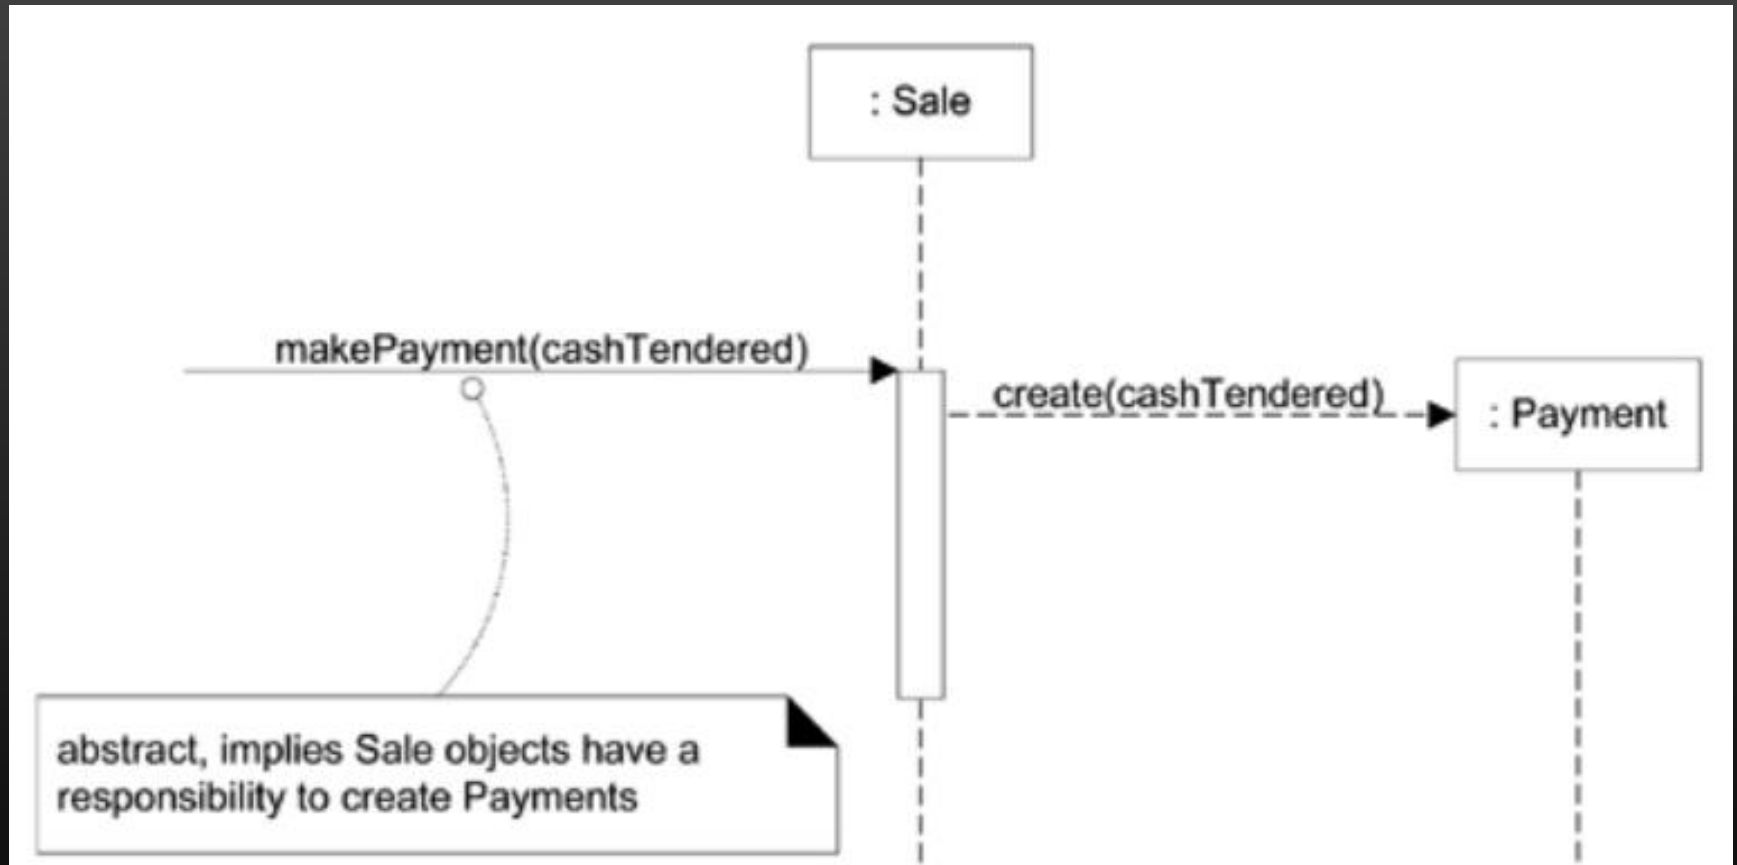 : Sale
makePayment(cashTendered)
create(cashTendered)
: Payment
abstract, implies Sale objects have a
responsibility to create Payments